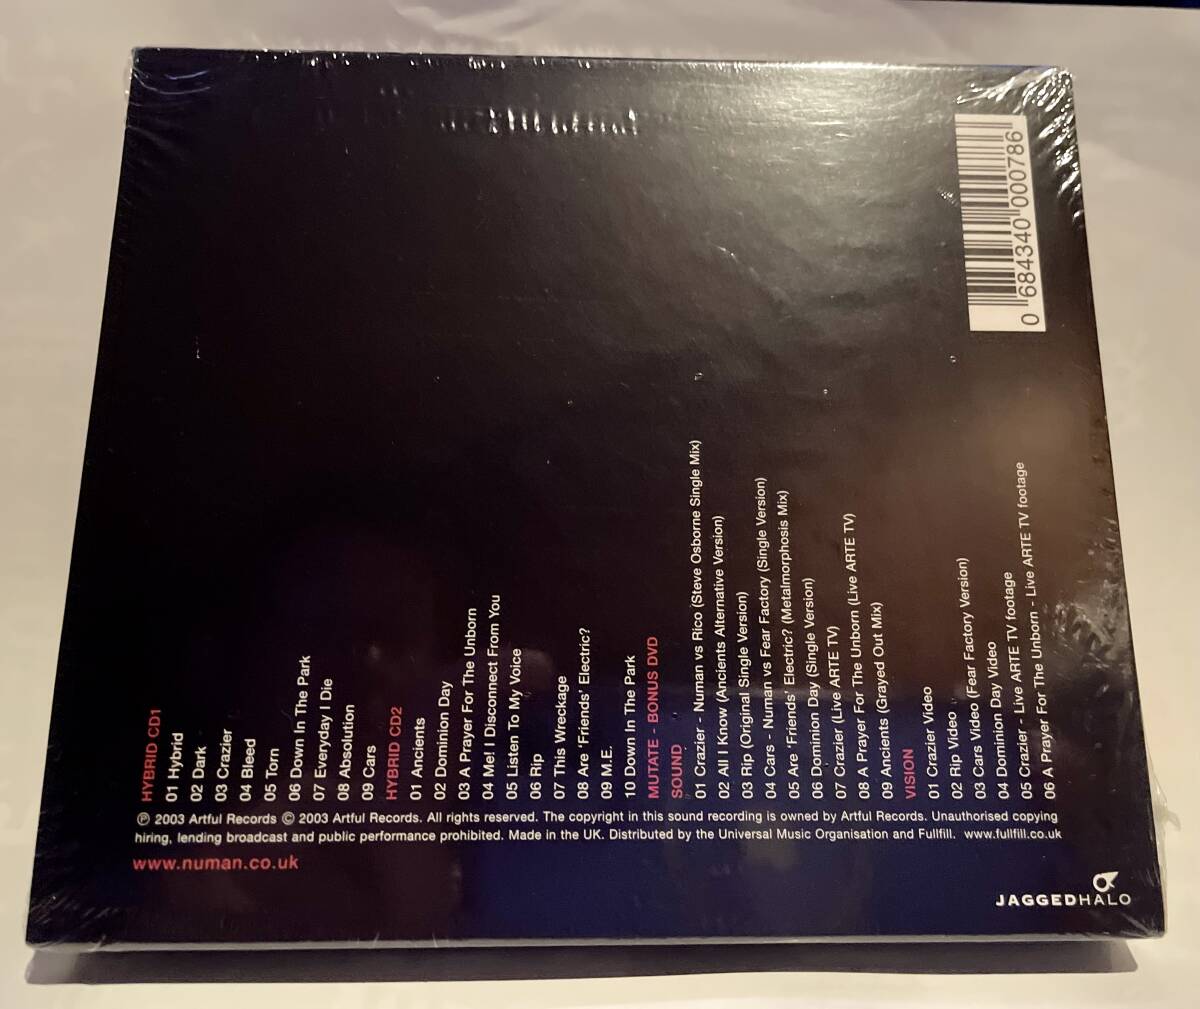 HYBRID CD1
01 Hybrid
02 Dark
03 Crazier
04 Bleed
05 Torn
06 Down In The Park
07 Everyday I Die
08 Absolution
09 Cars
HYBRID CD2
01 Ancients
02 Dominion Day
03 A Prayer For The Unborn
04 Me! I Disconnect From You
05 Listen To My Voice
06 Rip
07 This Wreckage
08 Are 'Friends' Electric?
09 M.E.
10 Down In The Park
MUTATE - BONUS DVD
SOUND
01 Crazier - Numan vs Rico (Steve Osborne Single Mix)
02 All I Know (Ancients Alternative Version)
03 Rip (Original Single Version)
04 Cars - Numan vs Fear Factory (Single Version)
05 Are 'Friends' Electric? (Metalmorphosis Mix)
06 Dominion Day (Single Version)
07 Crazier (Live ARTE TV)
08 A Prayer For The Unborn (Live ARTE TV)
09 Ancients (Grayed Out Mix)
VISION
01 Crazier Video
02 Rip Video
03 Cars Video (Fear Factory Version)
04 Dominion Day Video
05 Crazier - Live ARTE TV footage
06 A Prayer For The Unborn - Live ARTE TV footage
0 684340 000786
℗ 2003 Artful Records © 2003 Artful Records. All rights reserved. The copyright in this sound recording is owned by Artful Records. Unauthorised copying
hiring, lending broadcast and public performance prohibited. Made in the UK. Distributed by the Universal Music Organisation and Fullfill. www.fullfill.co.uk
www.numan.co.uk
JAGGEDHALO